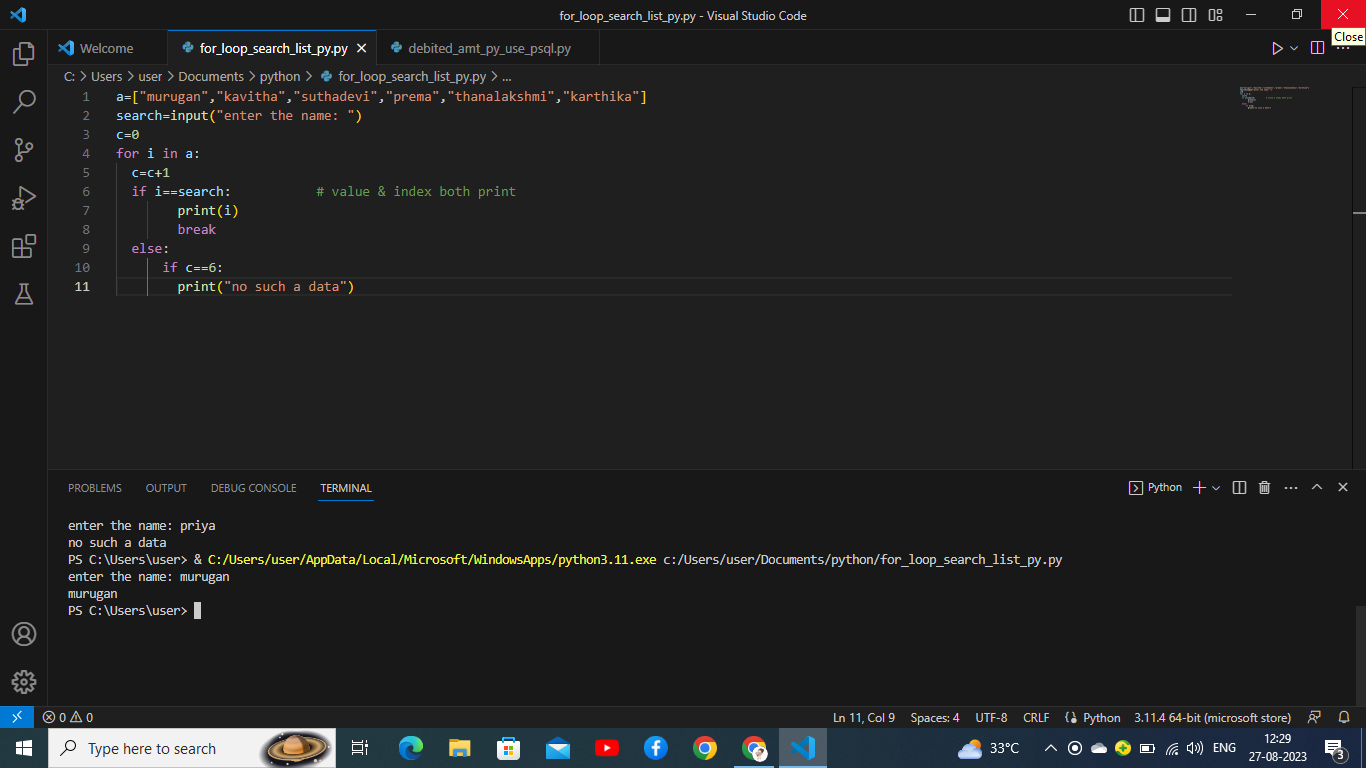 for_loop_search_list_py.py - Visual Studio Code
Close
Welcome
for_loop_search_list_py.py
debited_amt_py_use_psql.py
C: > Users > user > Documents > python > for_loop_search_list_py.py > ...
1 a=["murugan","kavitha","suthadevi","prema","thanalakshmi","karthika"]
2 search=input("enter the name: ")
3 c=0
4 for i in a:
5 c=c+1
6 if i==search: # value & index both print
7 print(i)
8 break
9 else:
10 if c==6:
11 print("no such a data")
PROBLEMS OUTPUT DEBUG CONSOLE TERMINAL
Python
enter the name: priya
no such a data
PS C:\Users\user> & C:/Users/user/AppData/Local/Microsoft/WindowsApps/python3.11.exe c:/Users/user/Documents/python/for_loop_search_list_py.py
enter the name: murugan
murugan
PS C:\Users\user>
0 0 Ln 11, Col 9 Spaces: 4 UTF-8 CRLF Python 3.11.4 64-bit (microsoft store)
Type here to search
33°C
ENG
12:29
27-08-2023
3